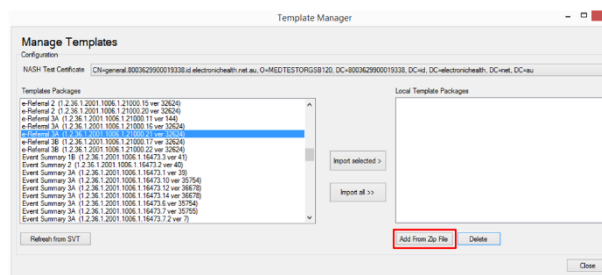 Template Manager
Manage Templates
Configuration
NASH Test Certificate CN=general.8003629900019338.id.electronichealth.net.au, O=MEDTESTORGSB120, DC=8003629900019338, DC=id, DC=electronichealth, DC=net, DC=au
Templates Packages
Local Template Packages
e-Referral 2 (1.2.36.1.2001.1006.1.21000.15 ver 32624)
e-Referral 2 (1.2.36.1.2001.1006.1.21000.20 ver 32624)
e-Referral 3A (1.2.36.1.2001.1006.1.21000.11 ver 144)
e-Referral 3A (1.2.36.1.2001.1006.1.21000.16 ver 32624)
e-Referral 3A (1.2.36.1.2001.1006.1.21000.21 ver 32624)
e-Referral 3B (1.2.36.1.2001.1006.1.21000.17 ver 32624)
e-Referral 3B (1.2.36.1.2001.1006.1.21000.22 ver 32624)
Event Summary 1B (1.2.36.1.2001.1006.1.16473.3 ver 41)
Event Summary 2 (1.2.36.1.2001.1006.1.16473.2 ver 40)
Event Summary 3A (1.2.36.1.2001.1006.1.16473.1 ver 39)
Event Summary 3A (1.2.36.1.2001.1006.1.16473.10 ver 35754)
Event Summary 3A (1.2.36.1.2001.1006.1.16473.12 ver 36678)
Event Summary 3A (1.2.36.1.2001.1006.1.16473.14 ver 36678)
Event Summary 3A (1.2.36.1.2001.1006.1.16473.6 ver 35754)
Event Summary 3A (1.2.36.1.2001.1006.1.16473.7 ver 35755)
Event Summary 3A (1.2.36.1.2001.1006.1.16473.7.2 ver 7)
Import selected >
Import all >>
Refresh from SVT
Add From Zip File
Delete
Close